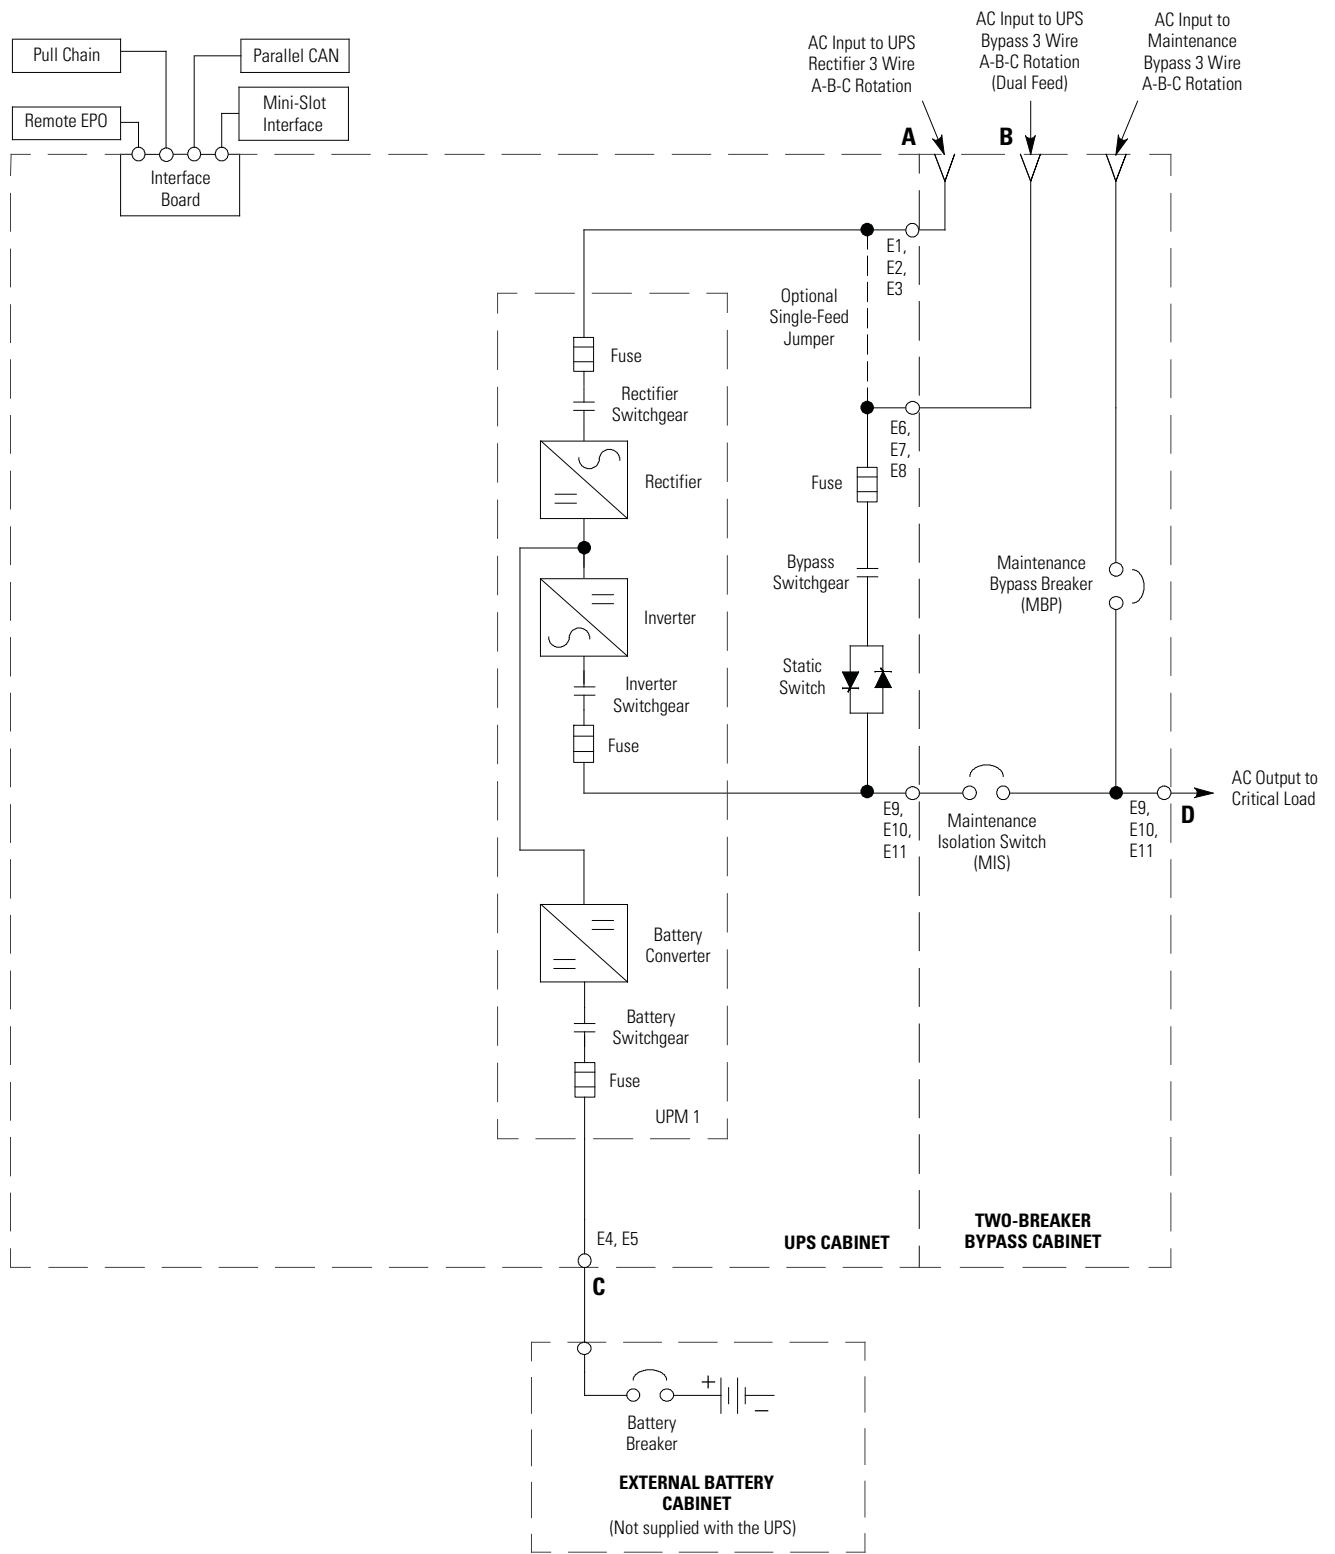 Pull Chain
Parallel CAN
Remote EPO
Mini-Slot
Interface
Interface
Board
AC Input to UPS
Rectifier 3 Wire
A-B-C Rotation
AC Input to UPS
Bypass 3 Wire
A-B-C Rotation
(Dual Feed)
AC Input to
Maintenance
Bypass 3 Wire
A-B-C Rotation
A
B
E1,
E2,
E3
Optional
Single-Feed
Jumper
Fuse
Rectifier
Switchgear
Rectifier
E6,
E7,
E8
Fuse
Bypass
Switchgear
Maintenance
Bypass Breaker
(MBP)
Inverter
Static
Switch
Inverter
Switchgear
Fuse
E9,
E10,
E11
Maintenance
Isolation Switch
(MIS)
E9,
E10,
E11
D
AC Output to
Critical Load
Battery
Converter
Battery
Switchgear
Fuse
UPM 1
E4, E5
UPS CABINET
TWO-BREAKER
BYPASS CABINET
C
+
–
Battery
Breaker
EXTERNAL BATTERY
CABINET
(Not supplied with the UPS)